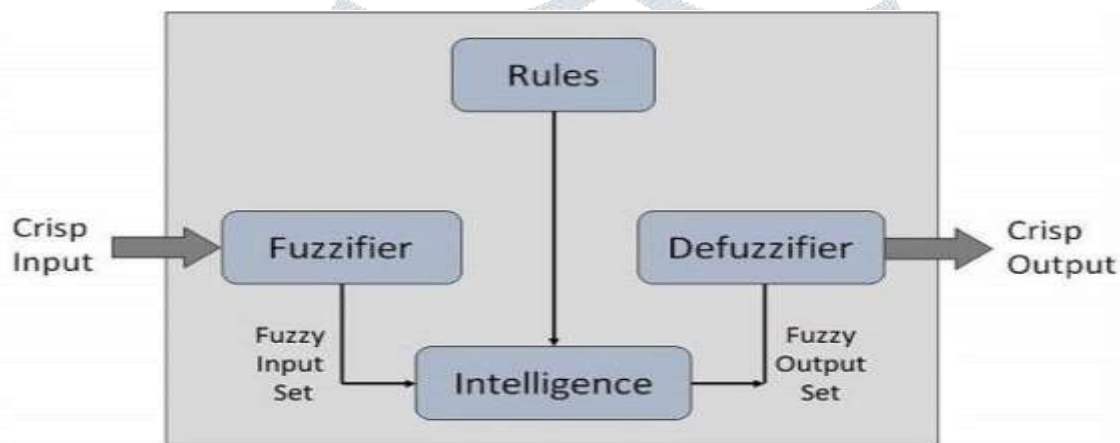 Rules
Crisp
Input
Fuzzifier
Defuzzifier
Crisp
Output
Fuzzy
Input
Set
Intelligence
Fuzzy
Output
Set